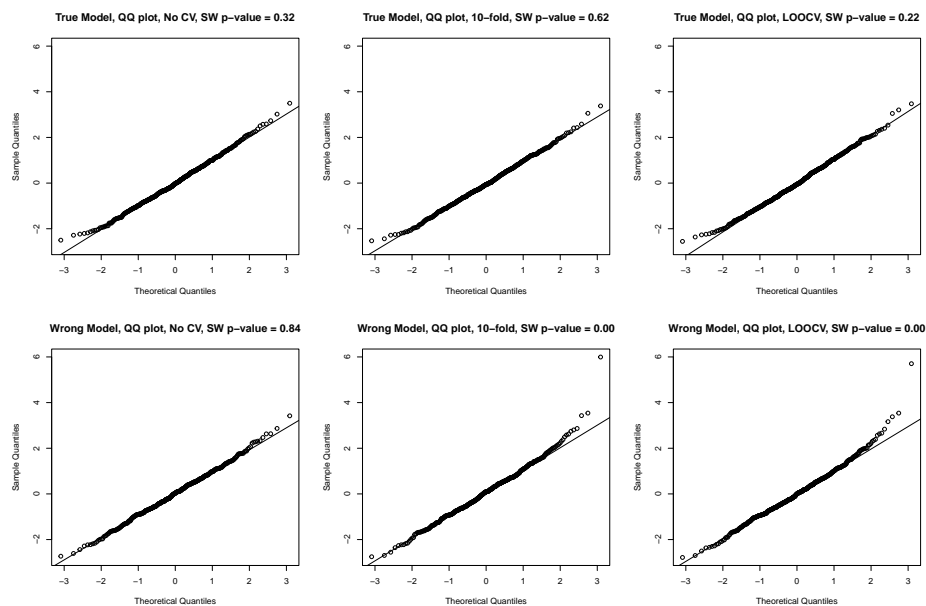 True Model, QQ plot, No CV, SW p−value = 0.32
Sample Quantiles
6
4
2
0
−2
−3 −2 −1 0 1 2 3
Theoretical Quantiles
True Model, QQ plot, 10−fold, SW p−value = 0.62
Sample Quantiles
6
4
2
0
−2
−3 −2 −1 0 1 2 3
Theoretical Quantiles
True Model, QQ plot, LOOCV, SW p−value = 0.22
Sample Quantiles
6
4
2
0
−2
−3 −2 −1 0 1 2 3
Theoretical Quantiles
Wrong Model, QQ plot, No CV, SW p−value = 0.84
Sample Quantiles
6
4
2
0
−2
−3 −2 −1 0 1 2 3
Theoretical Quantiles
Wrong Model, QQ plot, 10−fold, SW p−value = 0.00
Sample Quantiles
6
4
2
0
−2
−3 −2 −1 0 1 2 3
Theoretical Quantiles
Wrong Model, QQ plot, LOOCV, SW p−value = 0.00
Sample Quantiles
6
4
2
0
−2
−3 −2 −1 0 1 2 3
Theoretical Quantiles